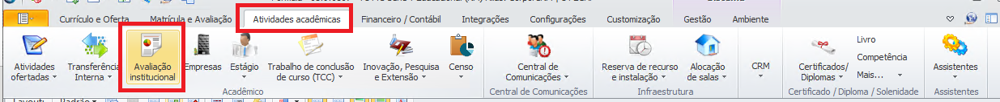 Currículo e Oferta Matrícula e Avaliação Atividades acadêmicas Financeiro / Contábil Integrações Configurações Customização Gestão Ambiente
Atividades ofertadas
Transferência Interna
Avaliação institucional
Empresas
Estágio
Trabalho de conclusão de curso (TCC)
Inovação, Pesquisa e Extensão
Censo
Central de Comunicações
Reserva de recurso e instalação
Alocação de salas
CRM
Certificados/ Diplomas
Livro
Competência
Mais...
Assistentes
Acadêmico Central de Comunicações Infraestrutura Certificado / Diploma / Solenidade Assistentes
Layout: Padrão